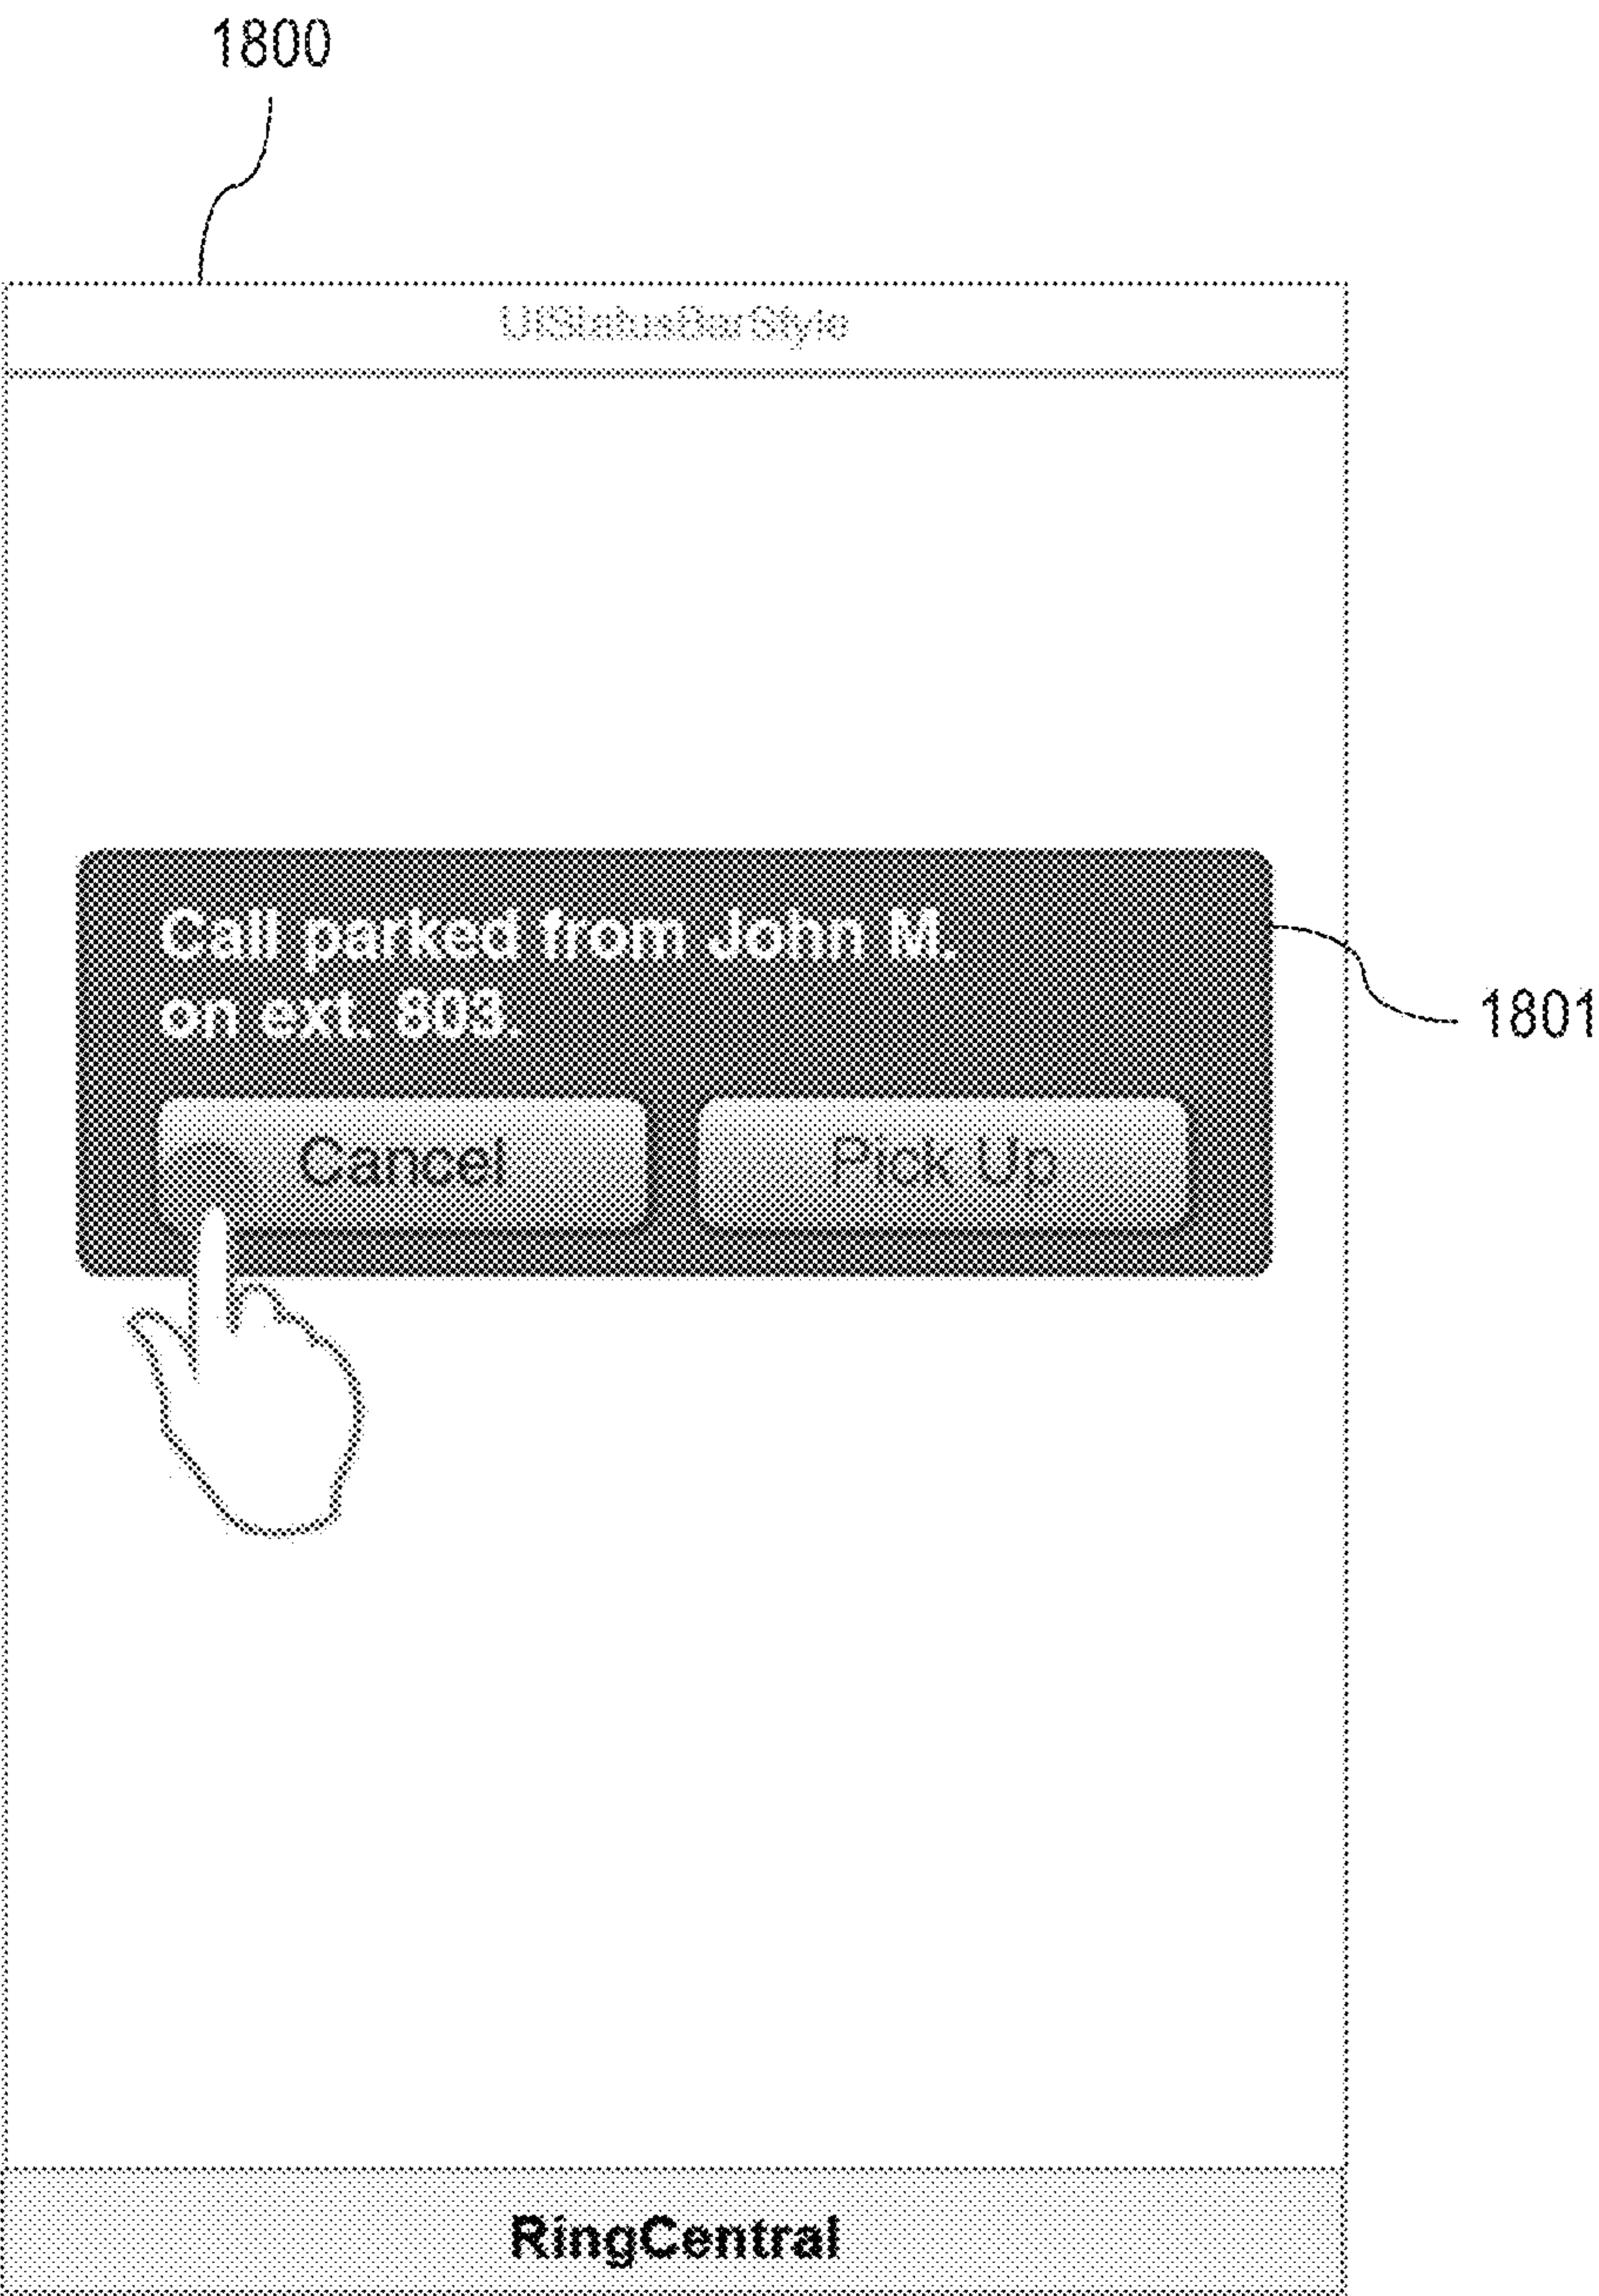 1800
UIStatusBarStyle
Call parked from John M.
on ext. 803.
1801
Cancel
Pick Up
RingCentral